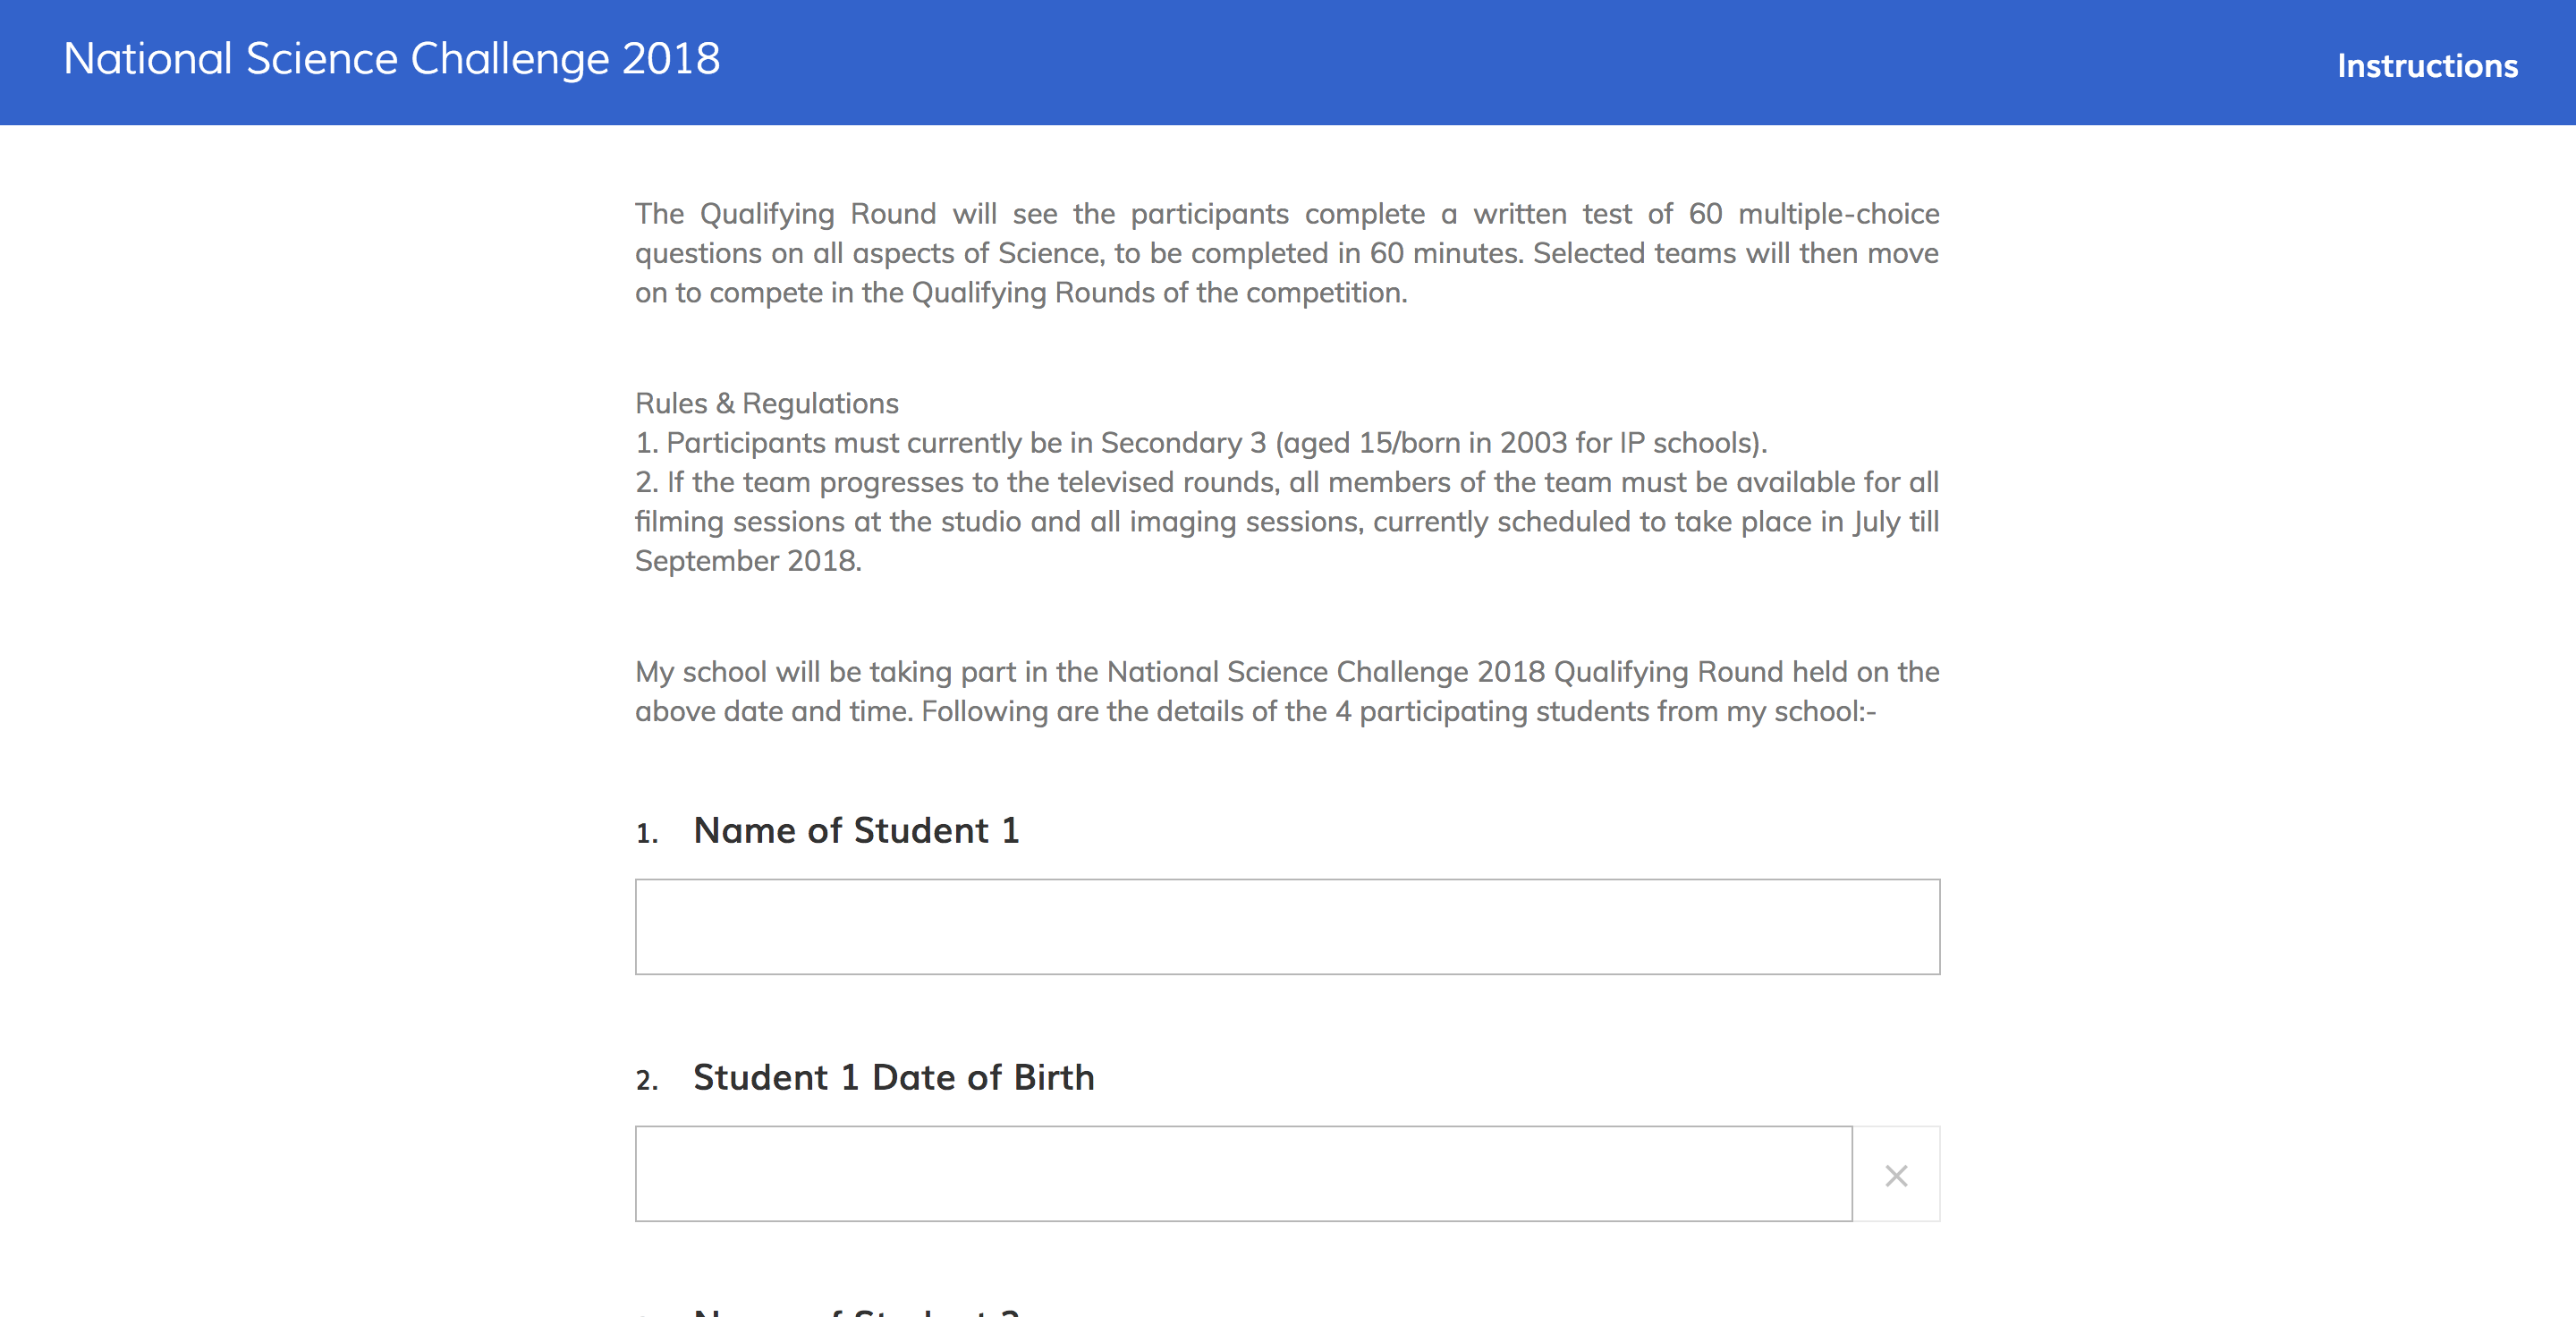 National Science Challenge 2018
Instructions
The Qualifying Round will see the participants complete a written test of 60 multiple-choice
questions on all aspects of Science, to be completed in 60 minutes. Selected teams will then move
on to compete in the Qualifying Rounds of the competition.
Rules & Regulations
1. Participants must currently be in Secondary 3 (aged 15/born in 2003 for IP schools).
2. If the team progresses to the televised rounds, all members of the team must be available for all
filming sessions at the studio and all imaging sessions, currently scheduled to take place in July till
September 2018.
My school will be taking part in the National Science Challenge 2018 Qualifying Round held on the
above date and time. Following are the details of the 4 participating students from my school:-
1. Name of Student 1
2. Student 1 Date of Birth